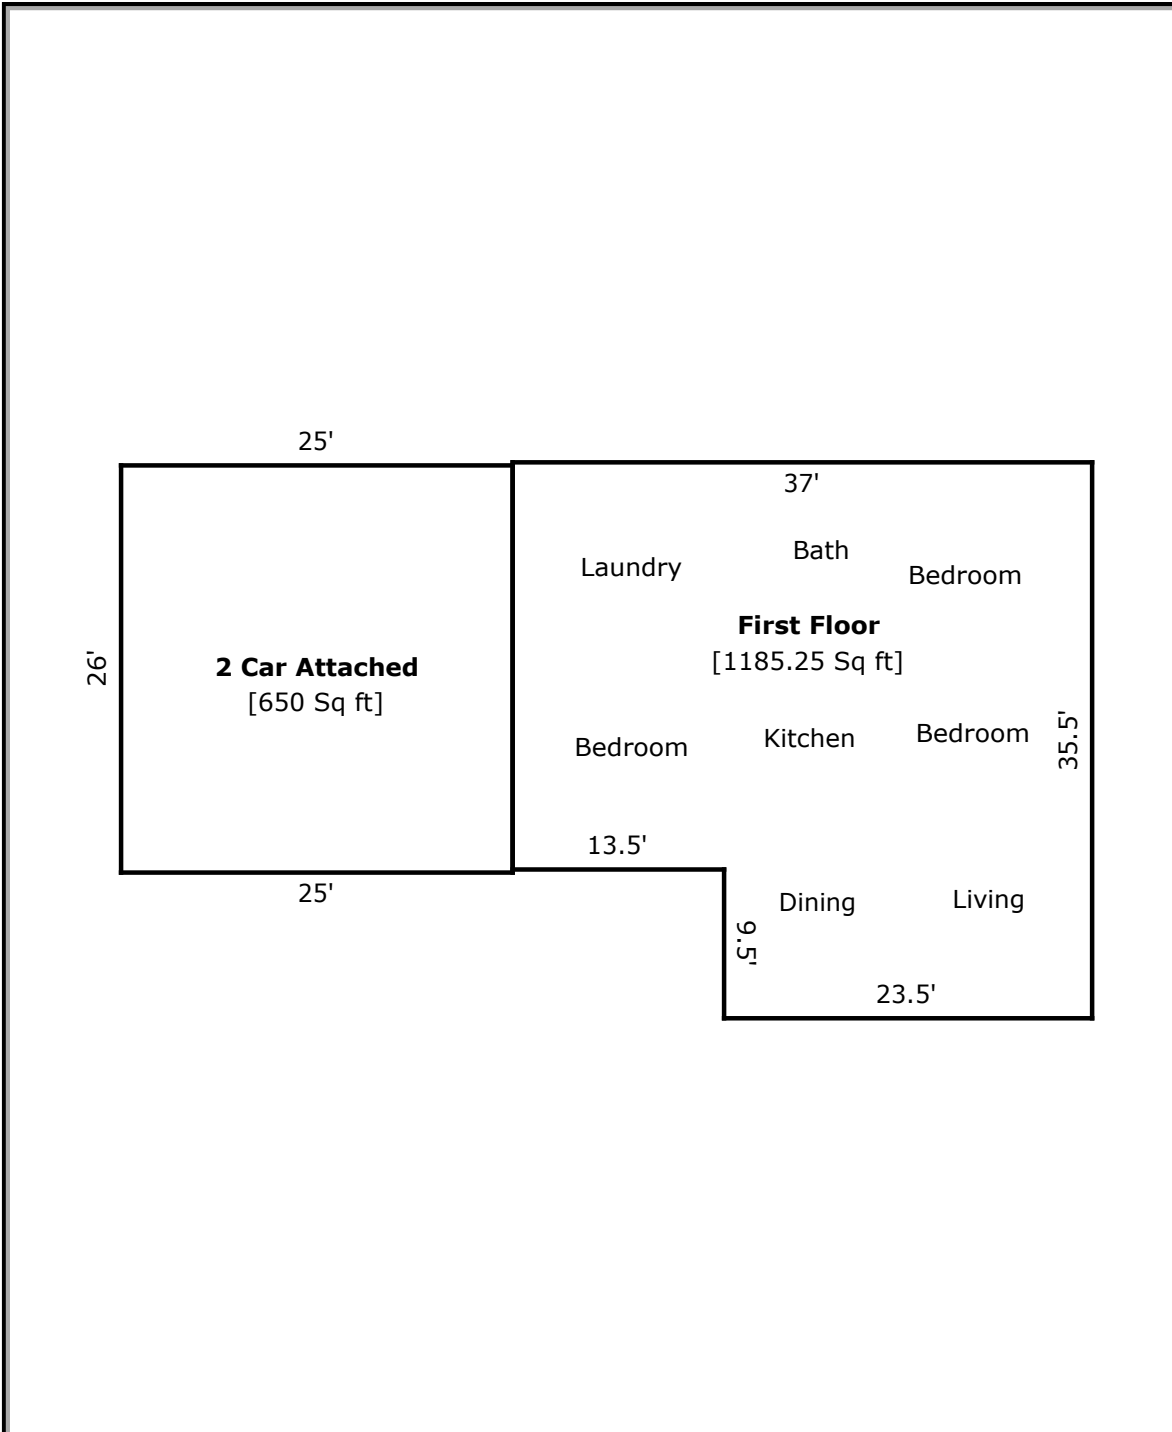 25'
37'
Bath
Laundry
Bedroom
First Floor
[1185.25 Sq ft]
26'
2 Car Attached
[650 Sq ft]
Bedroom
Kitchen
Bedroom
35.5'
13.5'
25'
Dining
Living
9.5'
23.5'